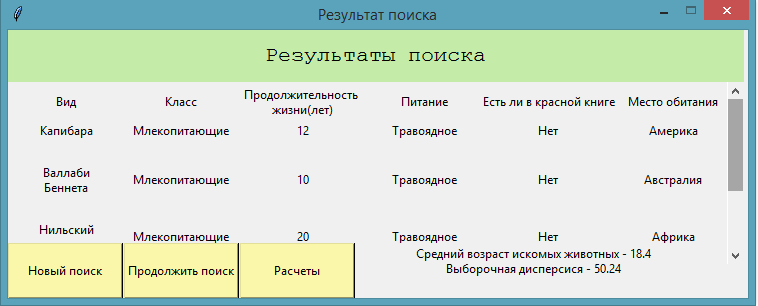 Результат поиска
Результаты поиска
Вид Класс Продолжительность жизни(лет) Питание Есть ли в красной книге Место обитания
Капибара Млекопитающие 12 Травоядное Нет Америка
Валлаби Беннета Млекопитающие 10 Травоядное Нет Австралия
Нильский Млекопитающие 20 Травоядное Нет Африка
Средний возраст искомых животных - 18.4
Выборочная дисперсися - 50.24
Новый поиск Продолжить поиск Расчеты